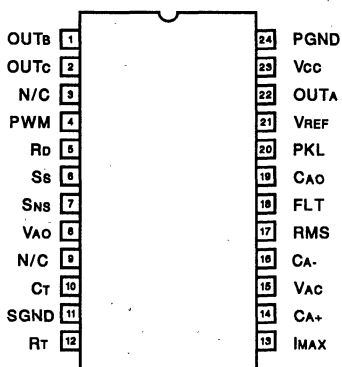 OUTB 1 24 PGND
OUTC 2 23 VCC
N/C 3 22 OUTA
PWM 4 21 VREF
RD 5 20 PKL
SS 6 19 CAO
SNS 7 18 FLT
VAO 8 17 RMS
N/C 9 16 CA-
CT 10 15 VAC
SGND 11 14 CA+
RT 12 13 IMAX